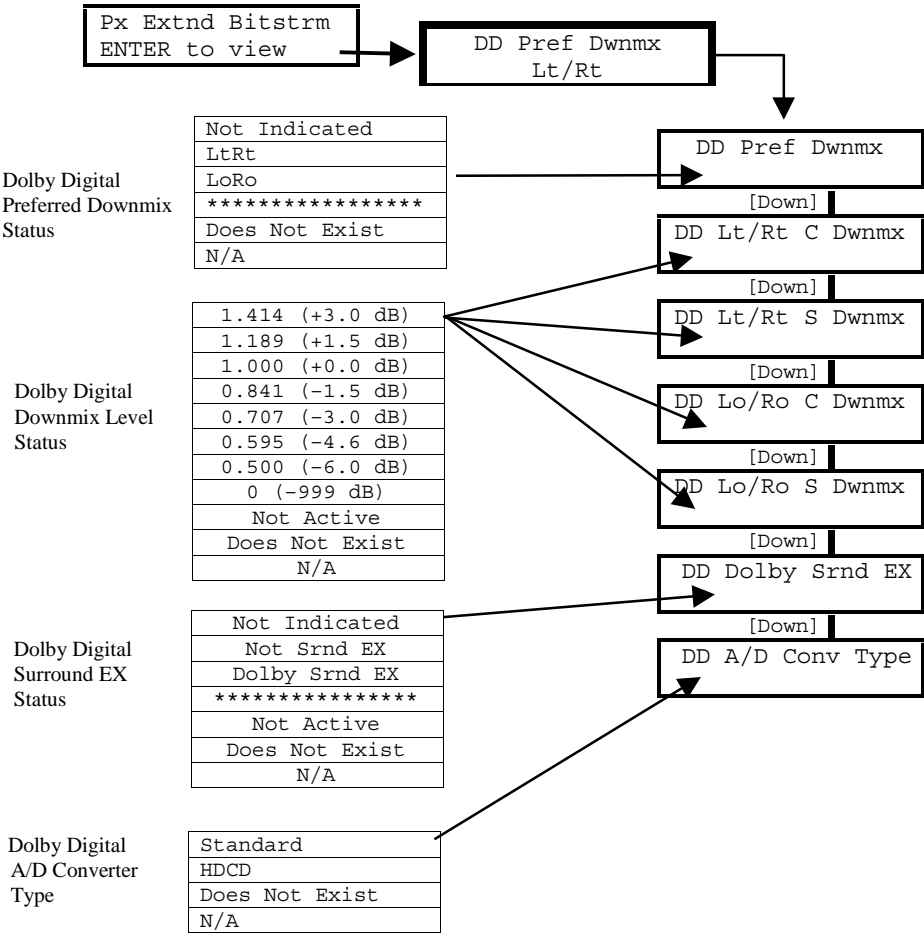 Px Extnd Bitstrm
ENTER to view
DD Pref Dwnmx
Lt/Rt
Dolby Digital
Preferred Downmix
Status
Not Indicated
LtRt
LoRo
*****************
Does Not Exist
N/A
Dolby Digital
Downmix Level
Status
1.414 (+3.0 dB)
1.189 (+1.5 dB)
1.000 (+0.0 dB)
0.841 (−1.5 dB)
0.707 (−3.0 dB)
0.595 (−4.6 dB)
0.500 (−6.0 dB)
0 (−999 dB)
Not Active
Does Not Exist
N/A
Dolby Digital
Surround EX
Status
Not Indicated
Not Srnd EX
Dolby Srnd EX
****************
Not Active
Does Not Exist
N/A
Dolby Digital
A/D Converter
Type
Standard
HDCD
Does Not Exist
N/A
DD Pref Dwnmx
[Down]
DD Lt/Rt C Dwnmx
[Down]
DD Lt/Rt S Dwnmx
[Down]
DD Lo/Ro C Dwnmx
[Down]
DD Lo/Ro S Dwnmx
[Down]
DD Dolby Srnd EX
[Down]
DD A/D Conv Type